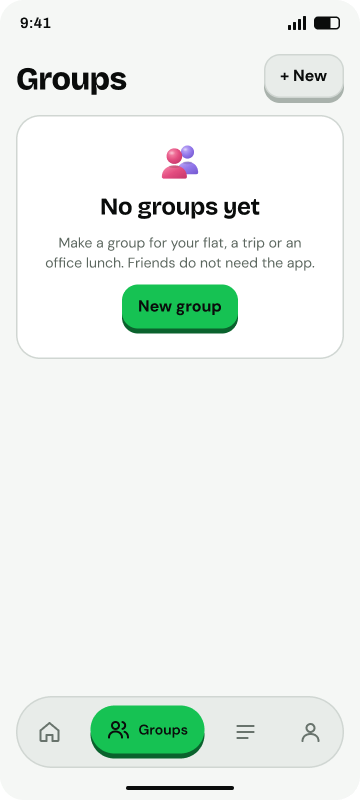 9:41
Groups
+ New
No groups yet
Make a group for your flat, a trip or an
office lunch. Friends do not need the app.
New group
Groups